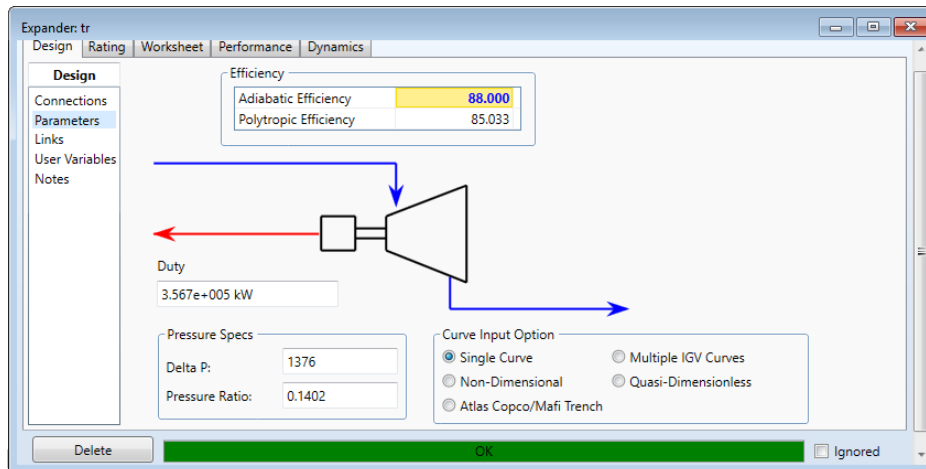 Expander: tr
Design Rating Worksheet Performance Dynamics
Design
Connections
Parameters
Links
User Variables
Notes
Efficiency
Adiabatic Efficiency 88.000
Polytropic Efficiency 85.033
Duty
3.567e+005 kW
Pressure Specs
Delta P: 1376
Pressure Ratio: 0.1402
Curve Input Option
Single Curve Multiple IGV Curves
Non-Dimensional Quasi-Dimensionless
Atlas Copco/Mafi Trench
Delete OK Ignored